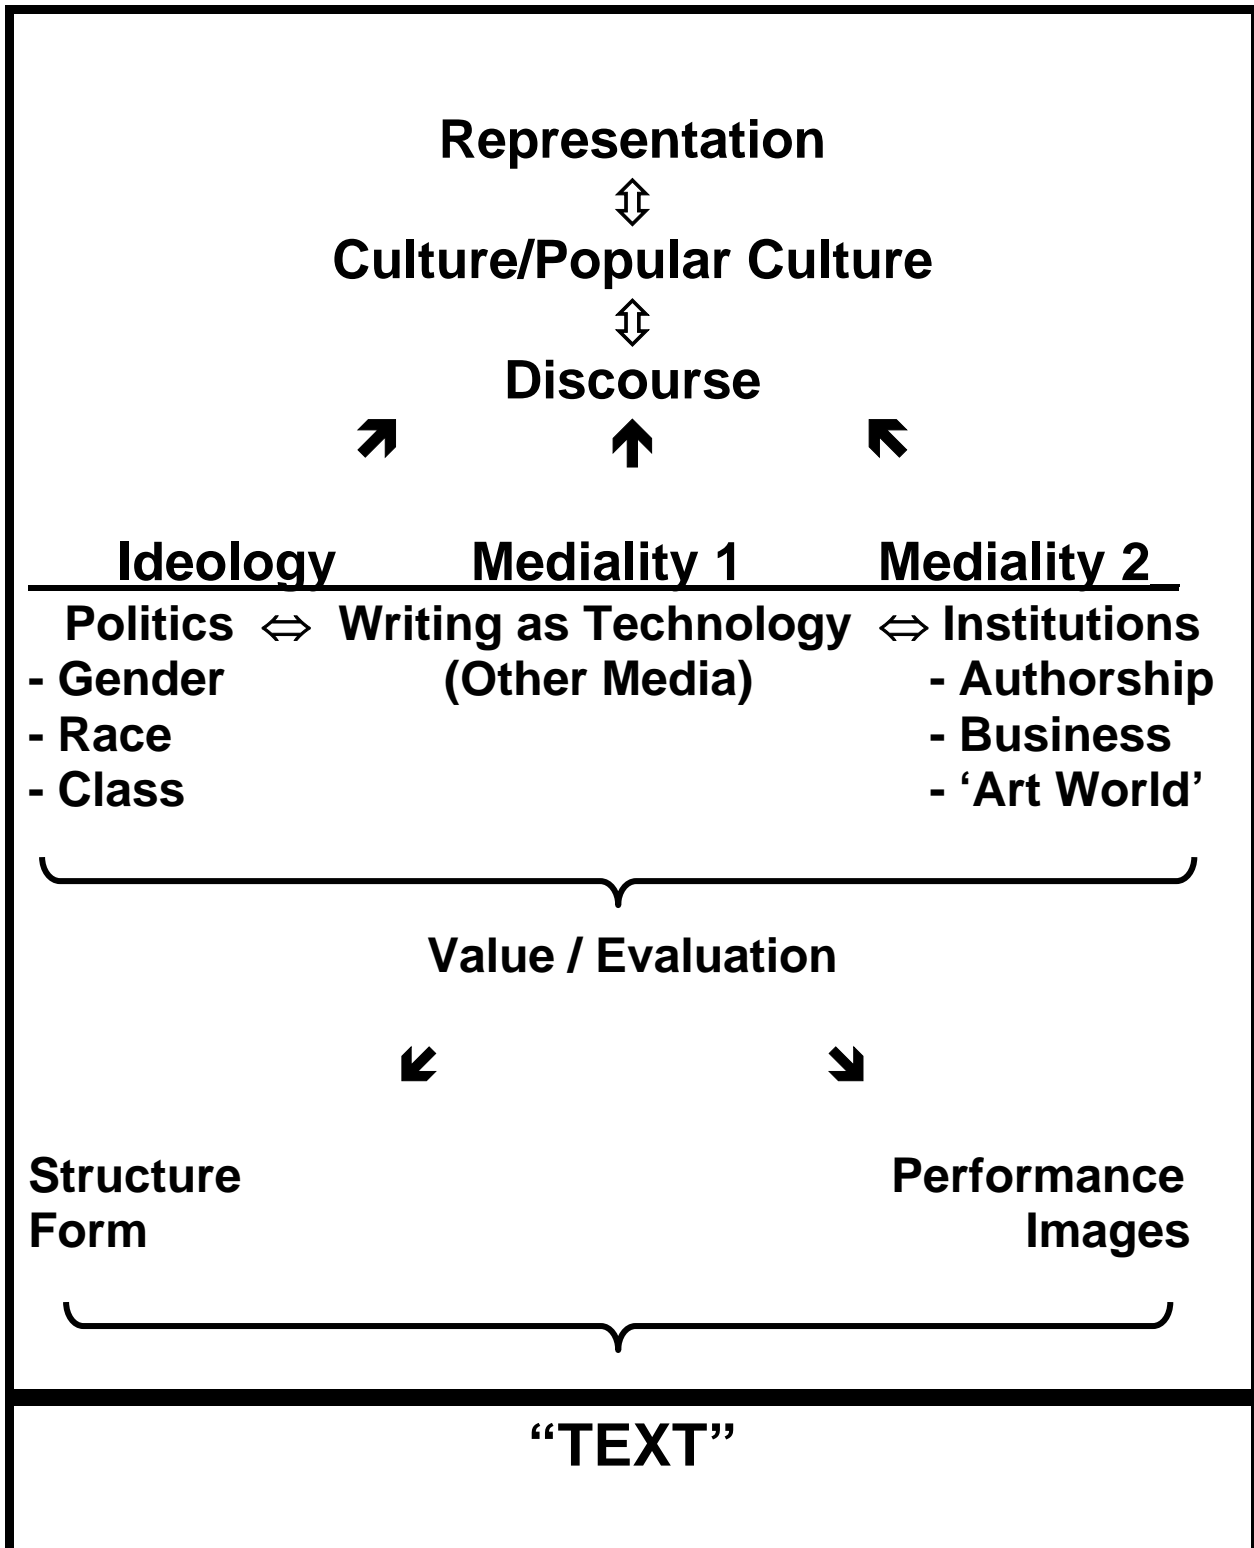 Representation
⇳
Culture/Popular Culture
⇳
Discourse
🡽 🡹 🡼
Ideology Mediality 1 Mediality 2_
Politics ⇔ Writing as Technology ⇔ Institutions
- Gender (Other Media) - Authorship
- Race - Business
- Class - ‘Art World’
Value / Evaluation
🡿 🡾
Structure Performance
Form Images
“TEXT”